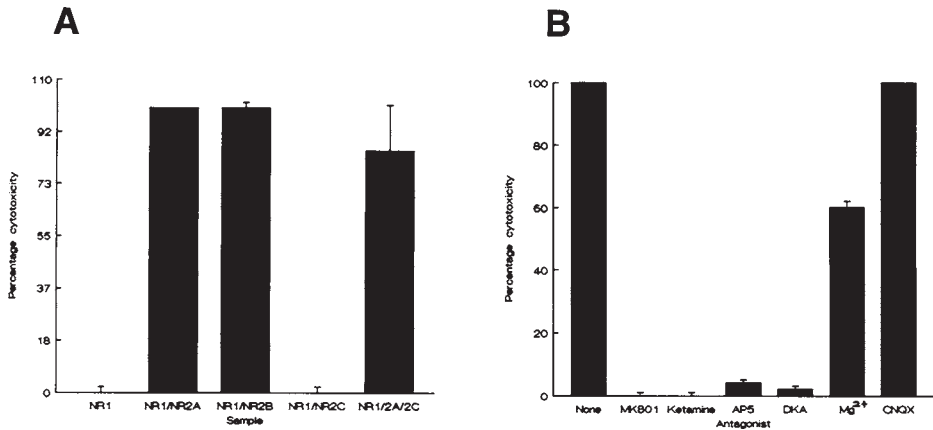 A
B
Percentage cytotoxicity
110
92
73
55
37
18
0
NR1 NR1/NR2A NR1/NR2B NR1/NR2C NR1/2A/2C
Sample
Percentage cytotoxicity
100
80
60
40
20
0
None MK801 Ketamine AP5 DKA Mg2+ CNQX
Antagonist